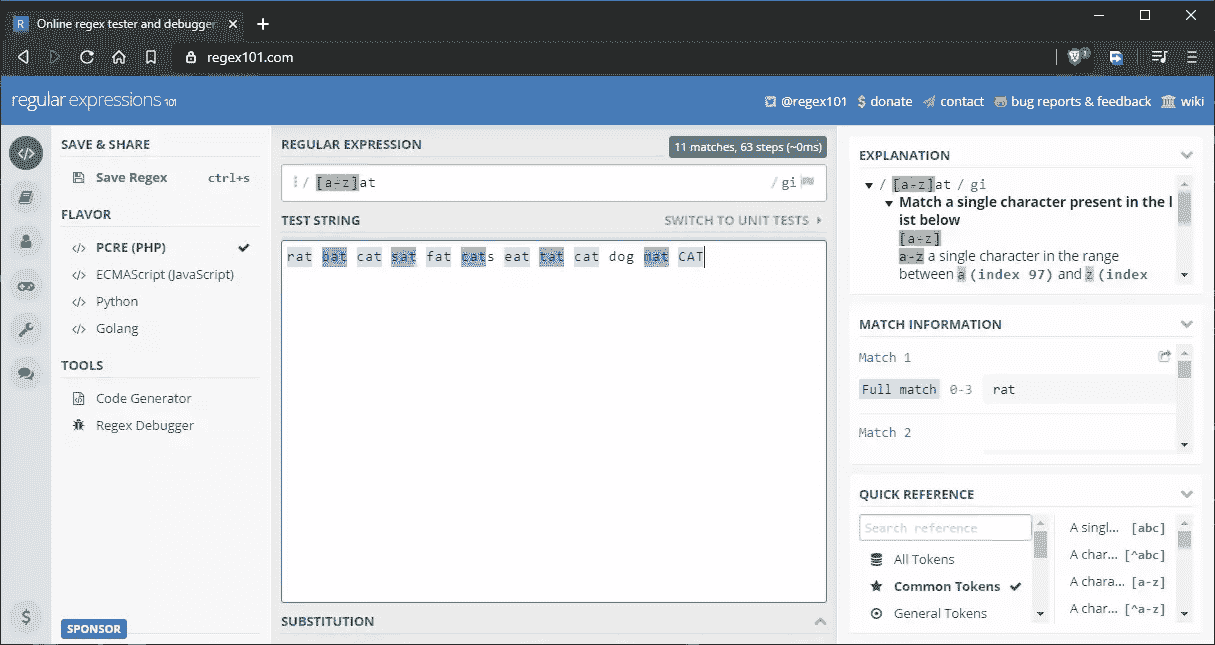 R Online regex tester and debugger
regex101.com
regular expressions 101
@regex101 $ donate contact bug reports & feedback wiki
SAVE & SHARE
Save Regex ctrl+s
FLAVOR
</> PCRE (PHP)
</> ECMAScript (JavaScript)
</> Python
</> Golang
TOOLS
Code Generator
Regex Debugger
$
SPONSOR
REGULAR EXPRESSION
11 matches, 63 steps (~0ms)
/ [a-z]at / gi
TEST STRING
SWITCH TO UNIT TESTS
rat bat cat sat fat cats eat tat cat dog mat CAT
SUBSTITUTION
EXPLANATION
/ [a-z]at / gi
Match a single character present in the l
ist below
[a-z]
a-z a single character in the range
between a (index 97) and z (index
MATCH INFORMATION
Match 1
Full match 0-3 rat
Match 2
QUICK REFERENCE
Search reference
All Tokens
Common Tokens
General Tokens
A singl... [abc]
A char... [^abc]
A chara... [a-z]
A char... [^a-z]